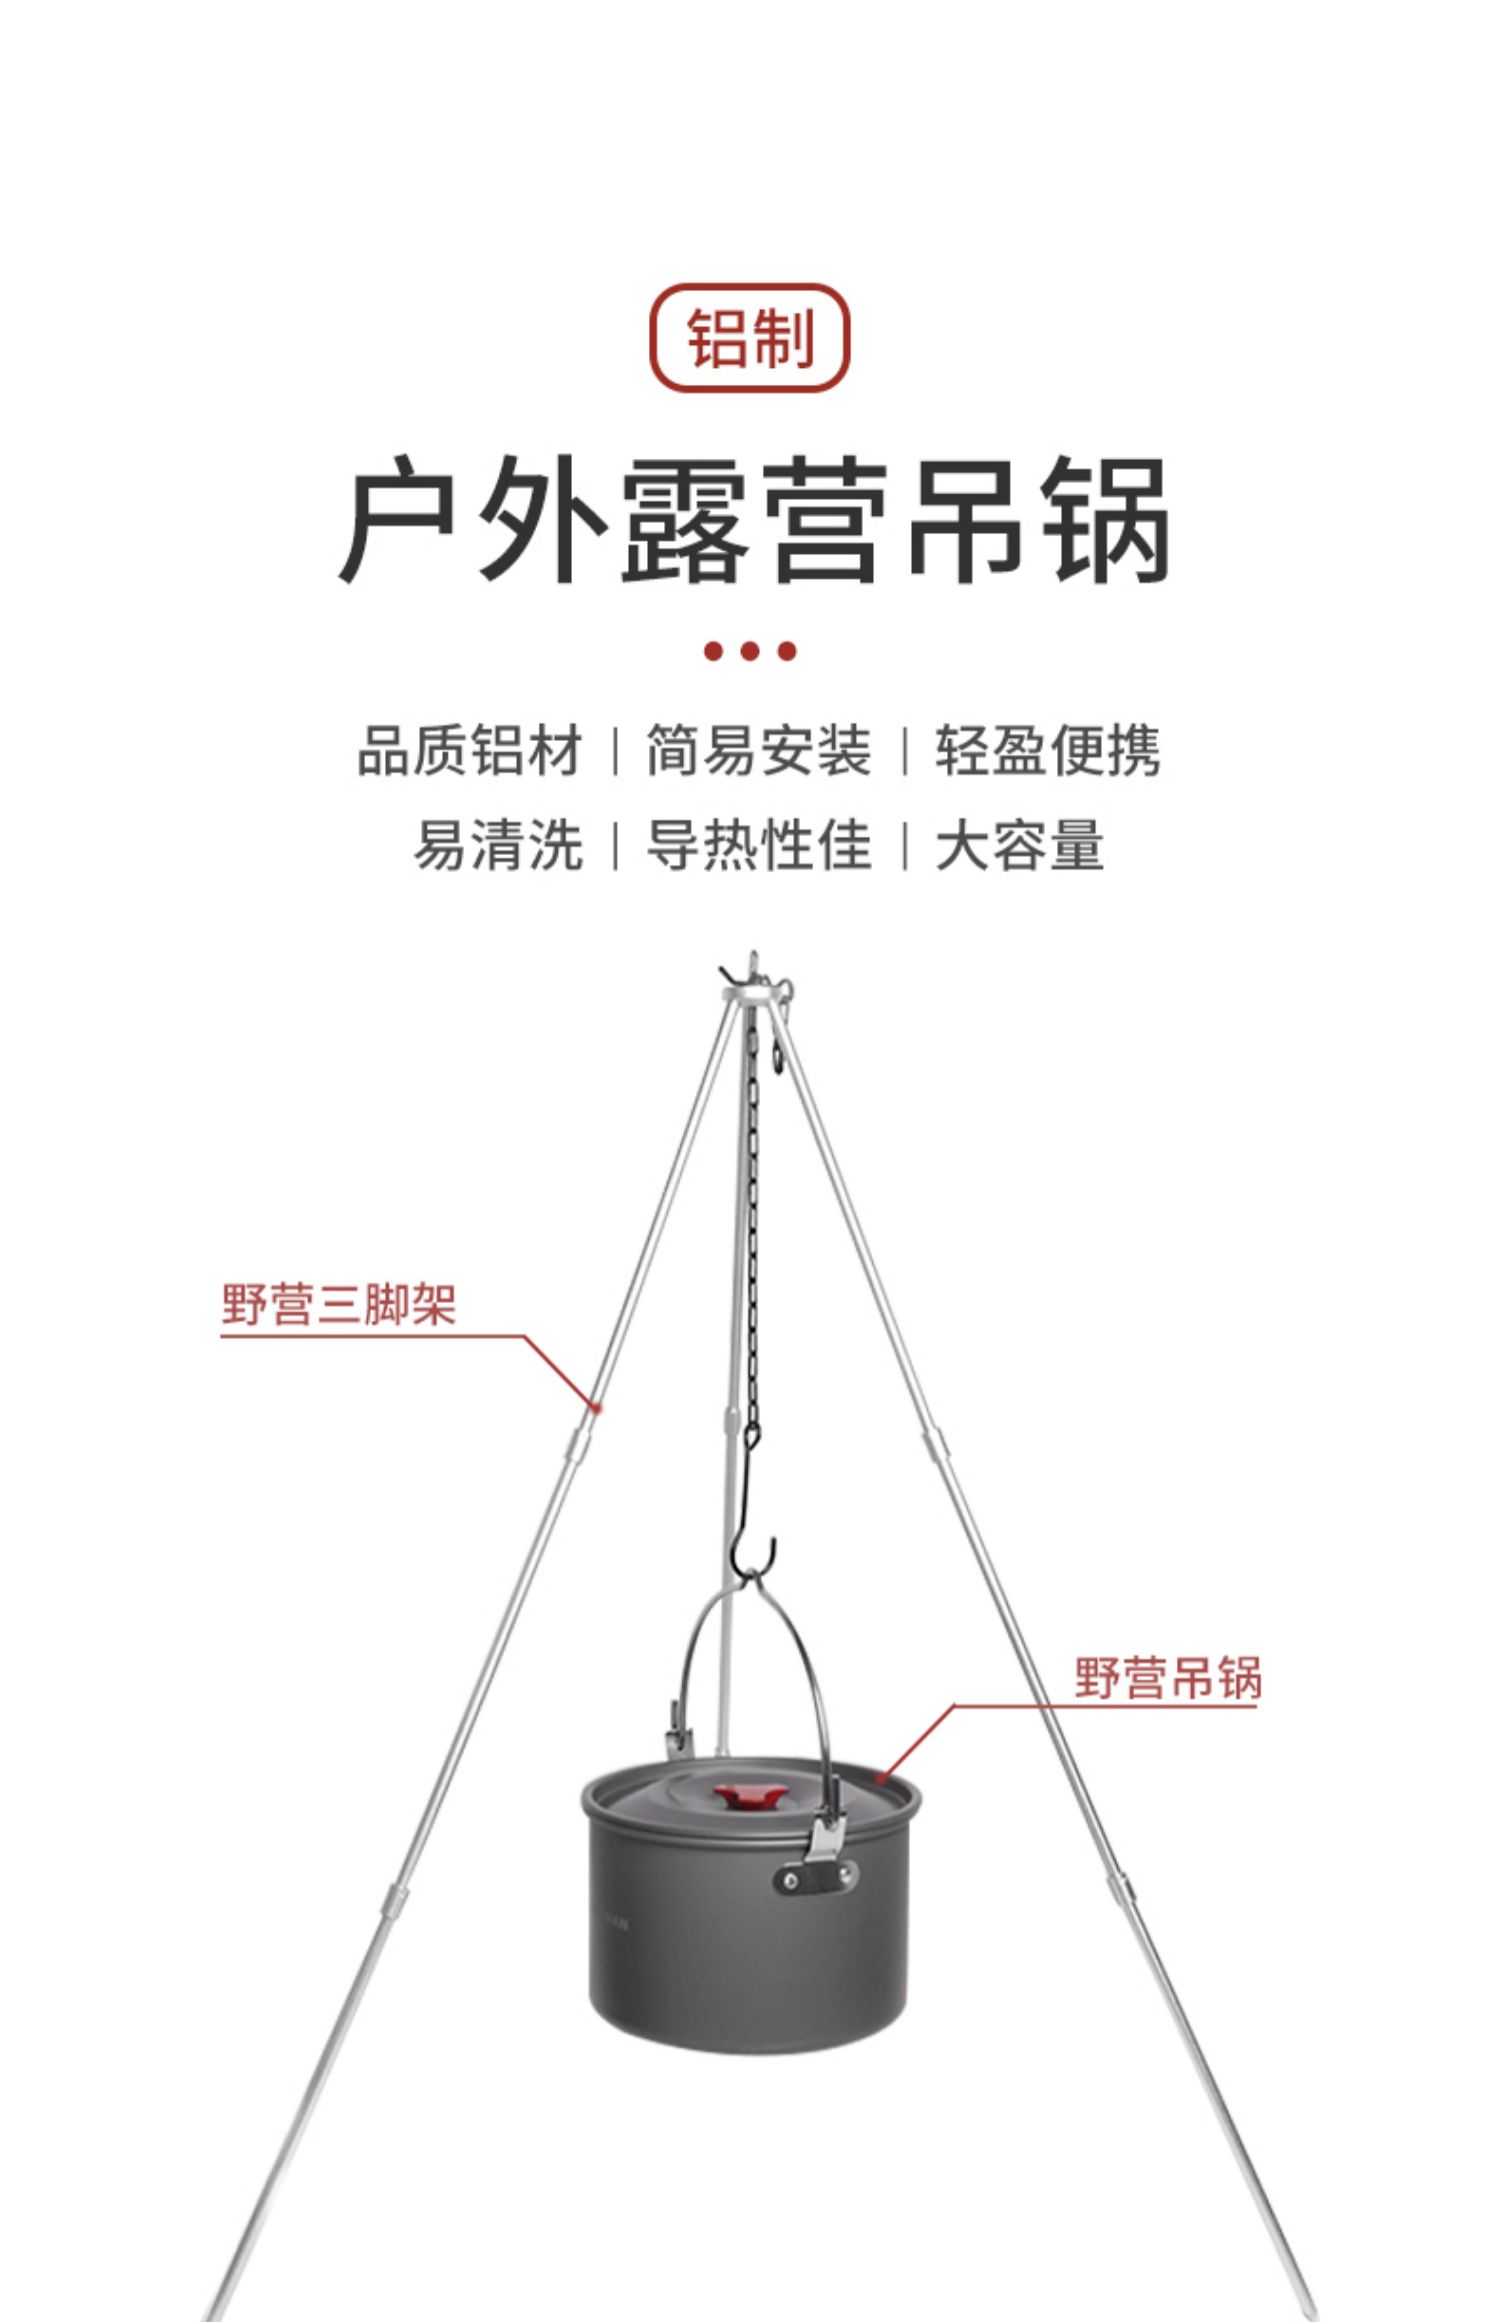 铝制
户外露营吊锅
品质铝材｜简易安装｜轻盈便携
易清洗｜导热性佳｜大容量
野营三脚架
野营吊锅